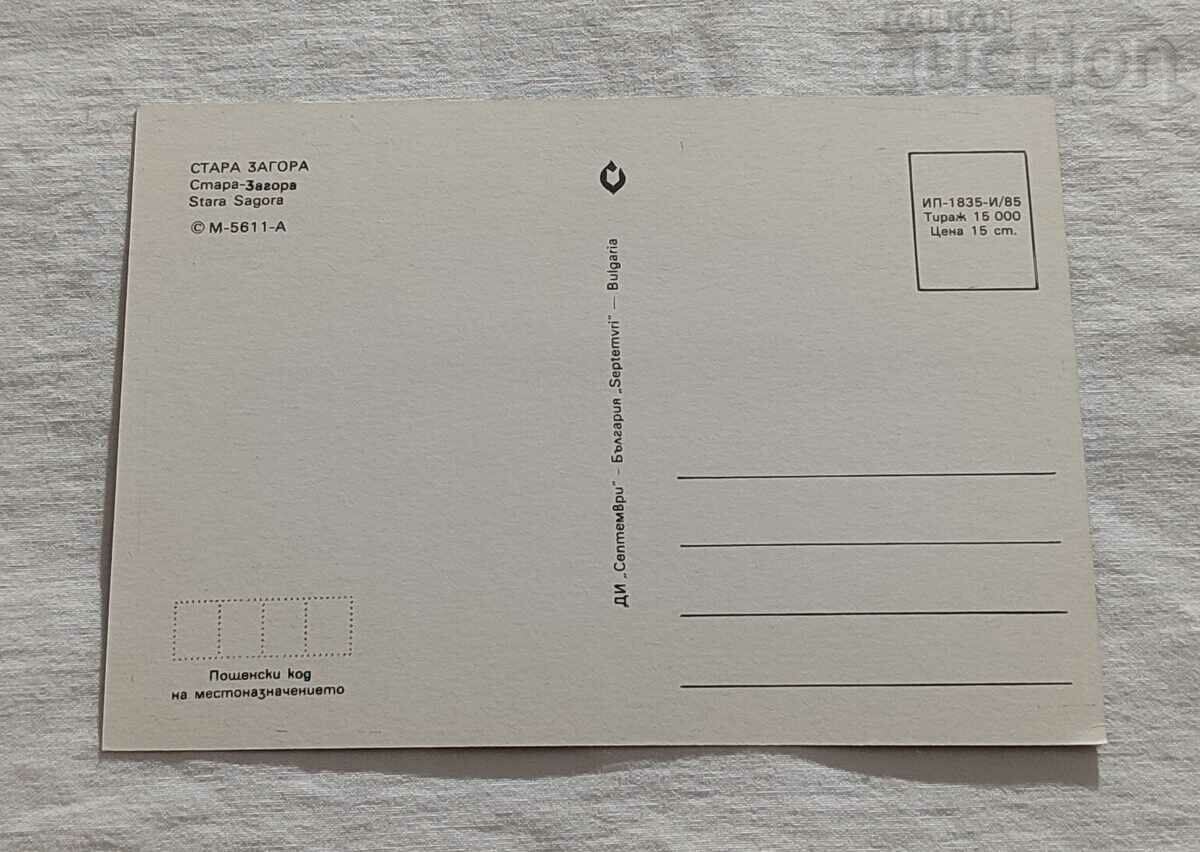 БАЛКАН
auction
СТАРА ЗАГОРА
Стара-Загора
Stara Sagora
© М-5611-А
ДИ „Септември" – България „Septemvri" — Bulgaria
ИП-1835-И/85
Тираж 15 000
Цена 15 ст.
Пощенски код
на местоназначението